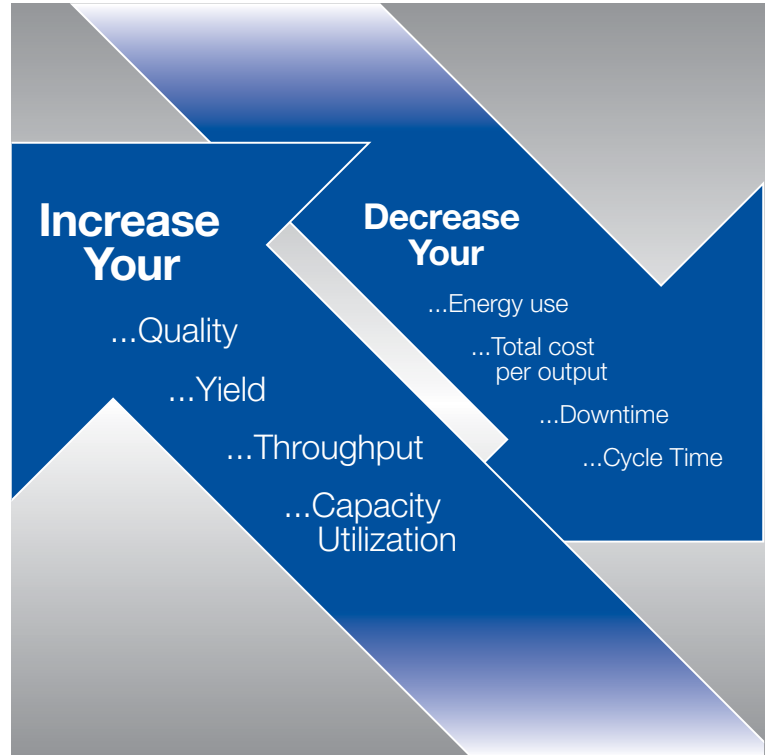 Increase
Your
...Quality
...Yield
...Throughput
...Capacity
Utilization
Decrease
Your
...Energy use
...Total cost
per output
...Downtime
...Cycle Time